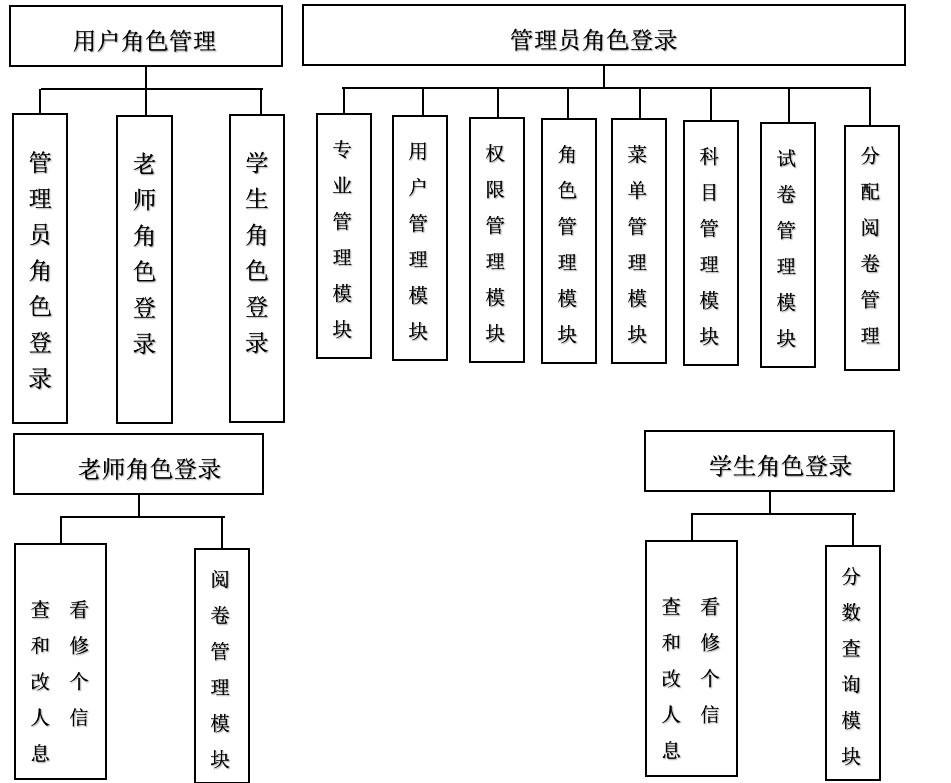 用户角色管理
管理员角色登录
老师角色登录
学生角色登录
管理员角色登录
专业管理模块
用户管理模块
权限管理模块
角色管理模块
菜单管理模块
科目管理模块
试卷管理模块
分配阅卷管理
老师角色登录
查看
和修
改个
人信
息
阅卷管理模块
学生角色登录
查看
和修
改个
人信
息
分数查询模块